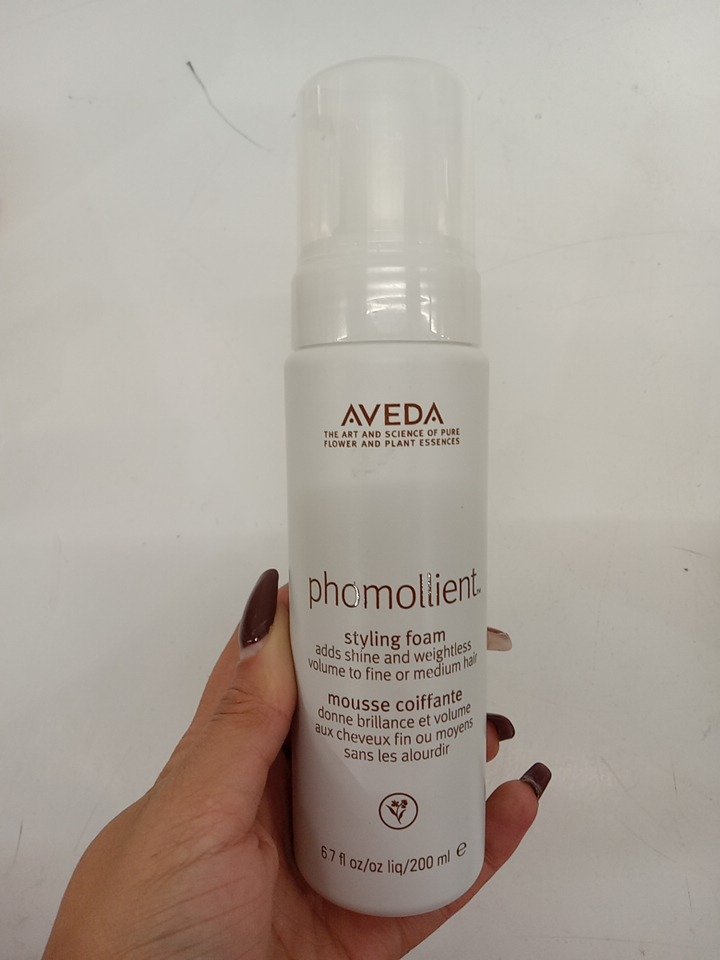 AVEDA
THE ART AND SCIENCE OF PURE
FLOWER AND PLANT ESSENCES
phomollient™
styling foam
adds shine and weightless
volume to fine or medium hair
mousse coiffante
donne brillance et volume
aux cheveux fin ou moyens
sans les alourdir
6.7 fl oz/oz liq/200 ml ℮